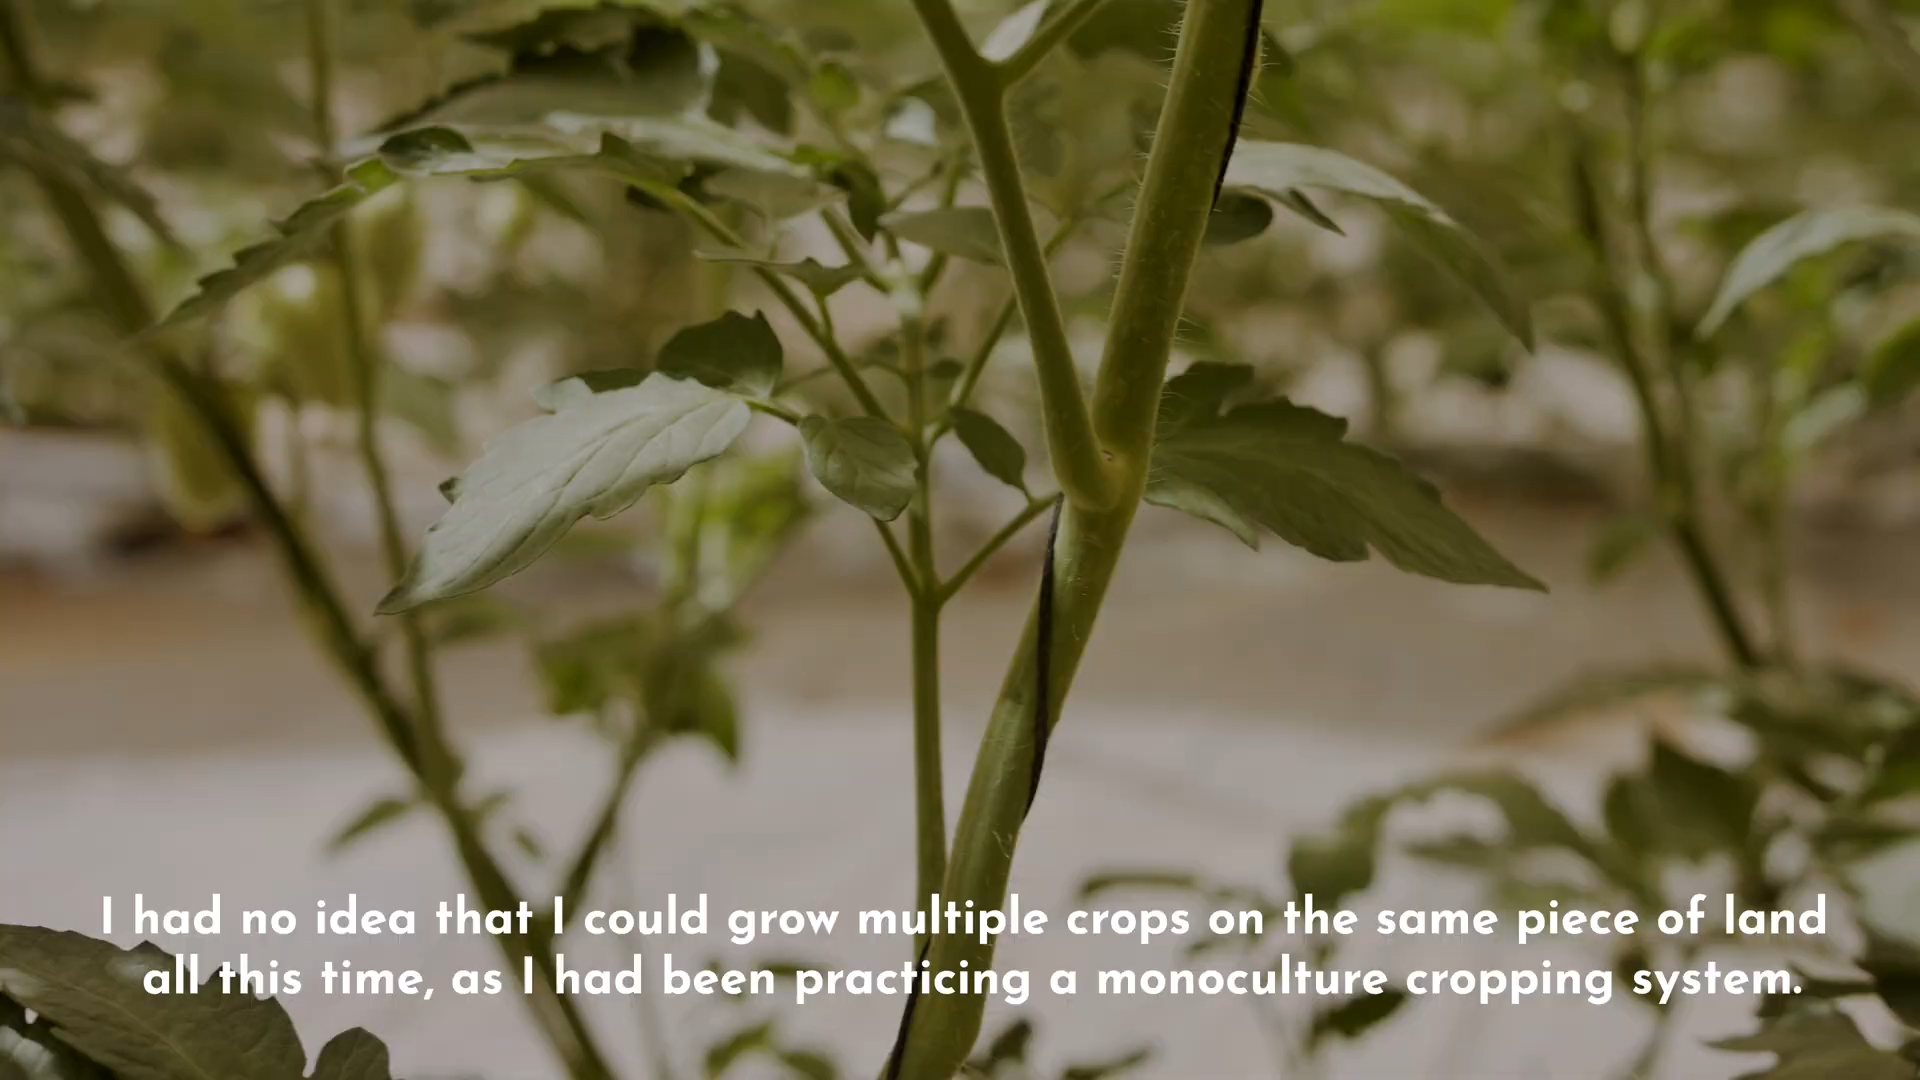 I had no idea that I could grow multiple crops on the same piece of land
all this time, as I had been practicing a monoculture cropping system.